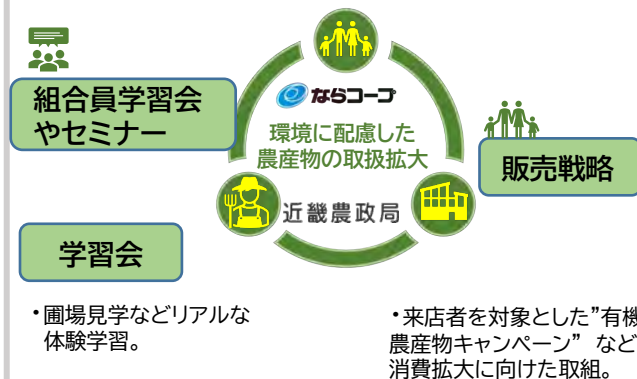 組合員学習会
やセミナー
ならコープ
環境に配慮した
農産物の取扱拡大
販売戦略
近畿農政局
学習会
・圃場見学などリアルな
体験学習。
・来店者を対象とした”有機
農産物キャンペーン” など
消費拡大に向けた取組。